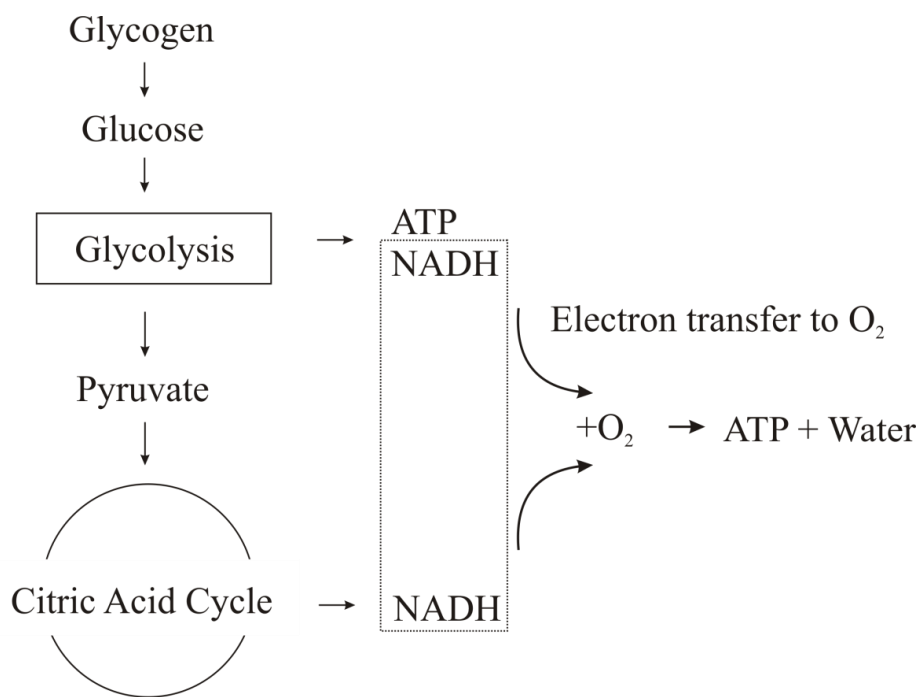 Glycogen
Glucose
Glycolysis
ATP
NADH
Electron transfer to O₂
Pyruvate
+O₂
ATP + Water
Citric Acid Cycle
NADH